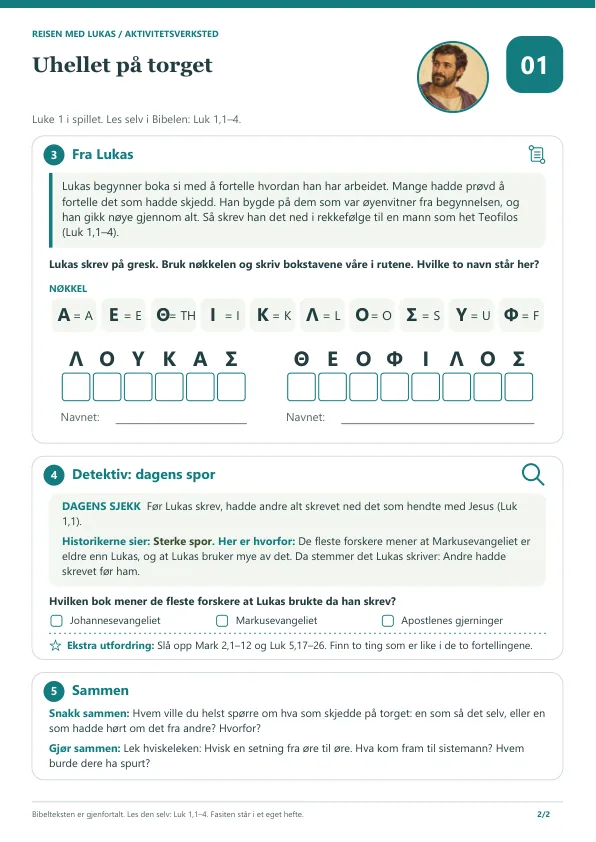 REISEN MED LUKAS / AKTIVITETSVERKSTED
Uhellet på torget
01
Luke 1 i spillet. Les selv i Bibelen: Luk 1,1–4.
3 Fra Lukas
Lukas begynner boka si med å fortelle hvordan han har arbeidet. Mange hadde prøvd å
fortelle det som hadde skjedd. Han bygde på dem som var øyenvitner fra begynnelsen, og
han gikk nøye gjennom alt. Så skrev han det ned i rekkefølge til en mann som het Teofilos
(Luk 1,1–4).
Lukas skrev på gresk. Bruk nøkkelen og skriv bokstavene våre i rutene. Hvilke to navn står her?
NØKKEL
Α = A Ε = E Θ= TH Ι = I Κ = K Λ = L Ο = O Σ = S Υ = U Φ = F
Λ Ο Υ Κ Α Σ Θ Ε Ο Φ Ι Λ Ο Σ
Navnet: Navnet:
4 Detektiv: dagens spor
DAGENS SJEKK Før Lukas skrev, hadde andre alt skrevet ned det som hendte med Jesus (Luk
1,1).
Historikerne sier: Sterke spor. Her er hvorfor: De fleste forskere mener at Markusevangeliet er
eldre enn Lukas, og at Lukas bruker mye av det. Da stemmer det Lukas skriver: Andre hadde
skrevet før ham.
Hvilken bok mener de fleste forskere at Lukas brukte da han skrev?
Johannesevangeliet Markusevangeliet Apostlenes gjerninger
Ekstra utfordring: Slå opp Mark 2,1–12 og Luk 5,17–26. Finn to ting som er like i de to fortellingene.
5 Sammen
Snakk sammen: Hvem ville du helst spørre om hva som skjedde på torget: en som så det selv, eller en
som hadde hørt om det fra andre? Hvorfor?
Gjør sammen: Lek hviskeleken: Hvisk en setning fra øre til øre. Hva kom fram til sistemann? Hvem
burde dere ha spurt?
Bibelteksten er gjenfortalt. Les den selv: Luk 1,1–4. Fasiten står i et eget hefte.
2/2